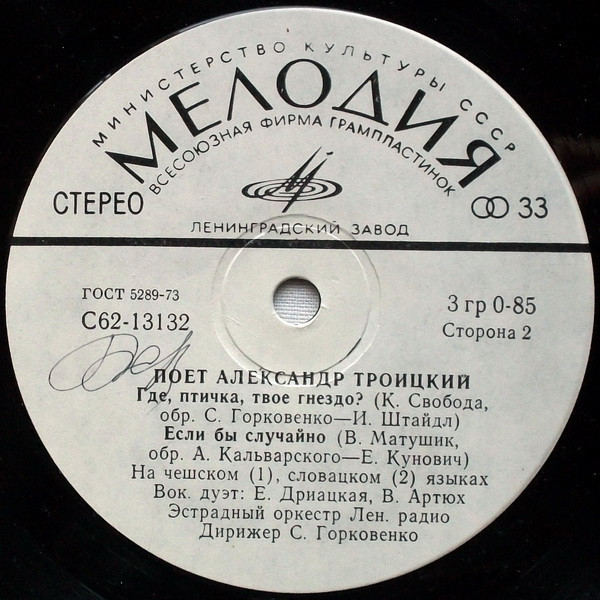 МИНИСТЕРСТВО КУЛЬТУРЫ СССР
МЕЛОДИЯ
ВСЕСОЮЗНАЯ ФИРМА ГРАМПЛАСТИНОК
СТЕРЕО
33
ЛЕНИНГРАДСКИЙ ЗАВОД
ГОСТ 5289-73
С62-13132
3 гр 0-85
Сторона 2
ПОЕТ АЛЕКСАНДР ТРОИЦКИЙ
Где, птичка, твое гнездо? (К. Свобода,
обр. С. Горковенко—И. Штайдл)
Если бы случайно (В. Матушик,
обр. А. Кальварского—Е. Кунович)
На чешском (1), словацком (2) языках
Вок. дуэт: Е. Дриацкая, В. Артюх
Эстрадный оркестр Лен. радио
Дирижер С. Горковенко